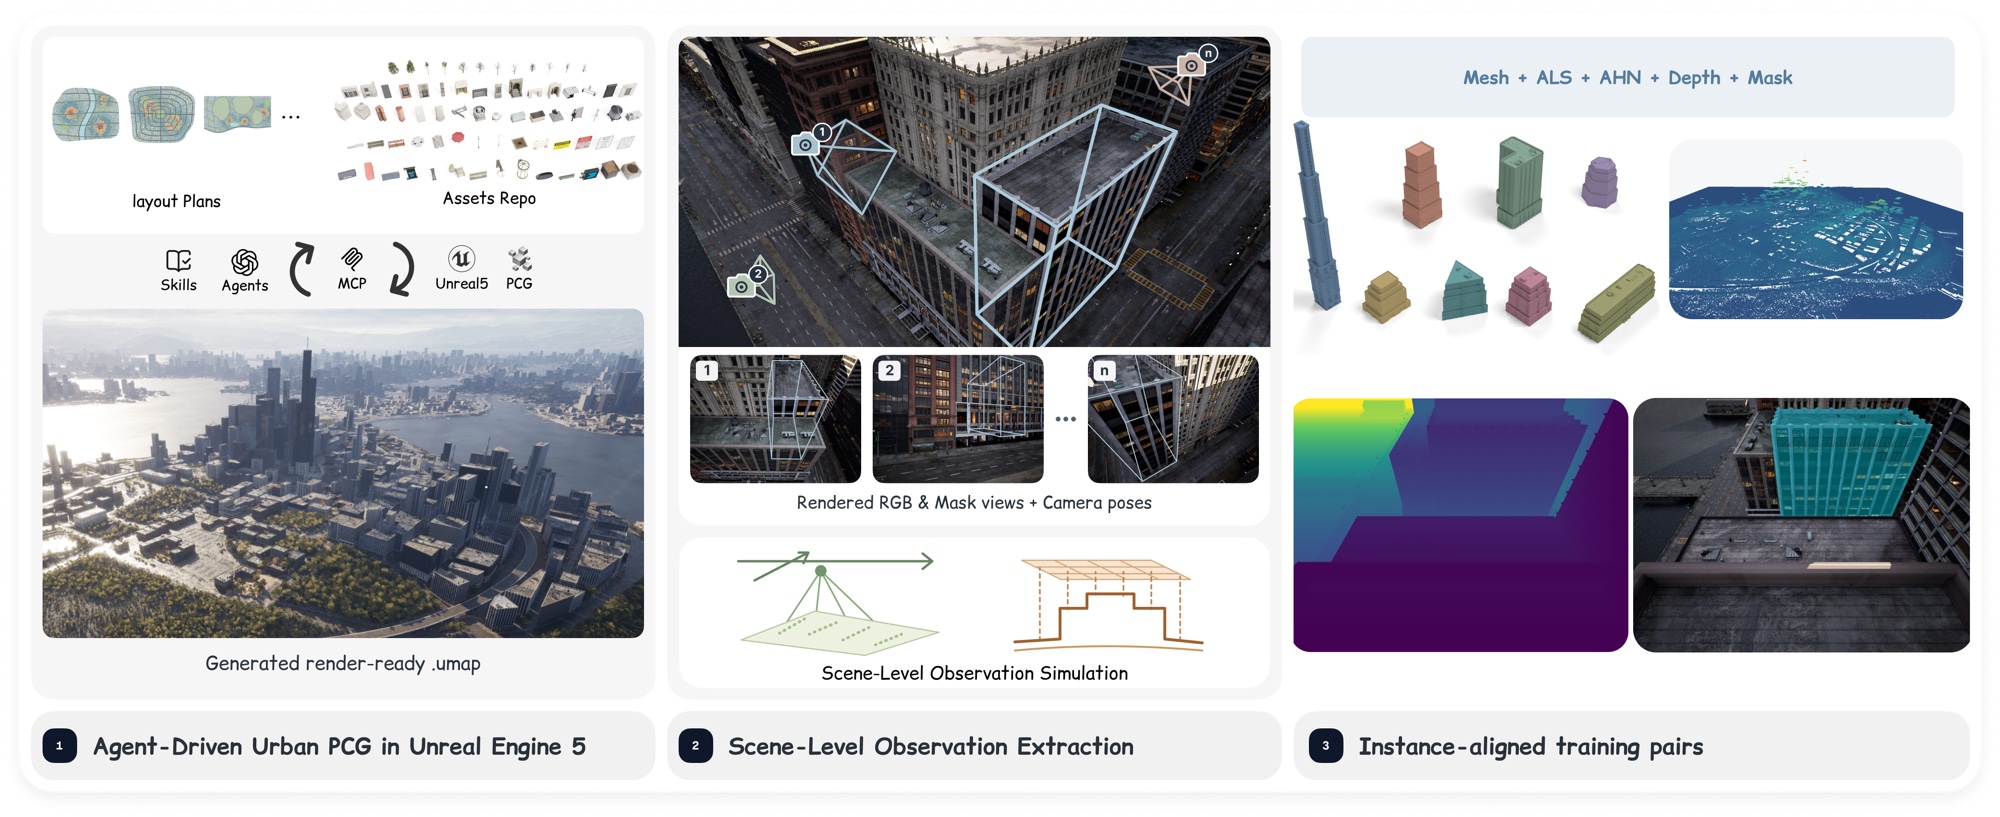 layout Plans
...
Assets Repo
Skills
Agents
MCP
Unreal5
PCG
Generated render-ready .umap
1 Agent-Driven Urban PCG in Unreal Engine 5
1
2
n
1
2
...
n
Rendered RGB & Mask views + Camera poses
Scene-Level Observation Simulation
2 Scene-Level Observation Extraction
Mesh + ALS + AHN + Depth + Mask
3 Instance-aligned training pairs